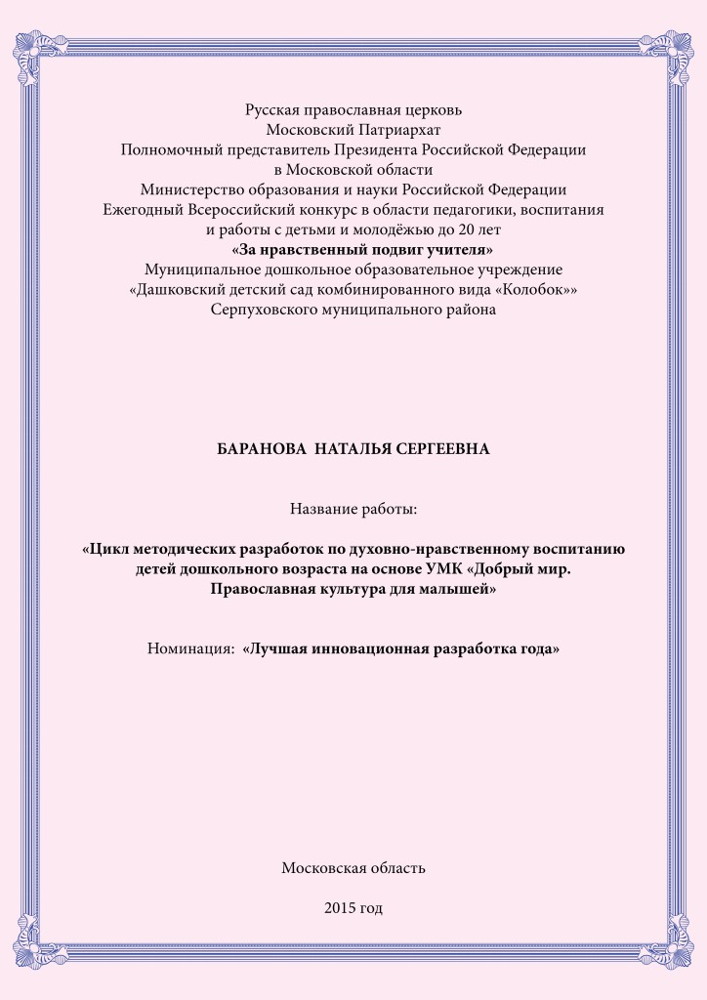 Русская православная церковь
Московский Патриархат
Полномочный представитель Президента Российской Федерации
в Московской области
Министерство образования и науки Российской Федерации
Ежегодный Всероссийский конкурс в области педагогики, воспитания
и работы с детьми и молодёжью до 20 лет
«За нравственный подвиг учителя»
Муниципальное дошкольное образовательное учреждение
«Дашковский детский сад комбинированного вида «Колобок»»
Серпуховского муниципального района
БАРАНОВА НАТАЛЬЯ СЕРГЕЕВНА
Название работы:
«Цикл методических разработок по духовно-нравственному воспитанию
детей дошкольного возраста на основе УМК «Добрый мир.
Православная культура для малышей»
Номинация: «Лучшая инновационная разработка года»
Московская область
2015 год